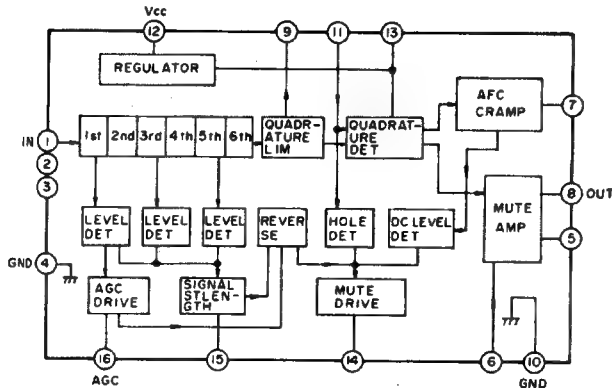 Vcc
12
9
11
13
REGULATOR
AFC
CRAMP
7
IN
1
1st
2nd
3rd
4th
5th
6th
QUADR-
ATURE
LIM
QUADRAT-
URE
DET
2
3
8
OUT
LEVEL
DET
LEVEL
DET
LEVEL
DET
REVER
SE
HOLE
DET
DC LEVEL
DET
MUTE
AMP
5
GND
4
AGC
DRIVE
SIGNAL
STLEN-
GTH
MUTE
DRIVE
16
15
14
6
10
AGC
GND